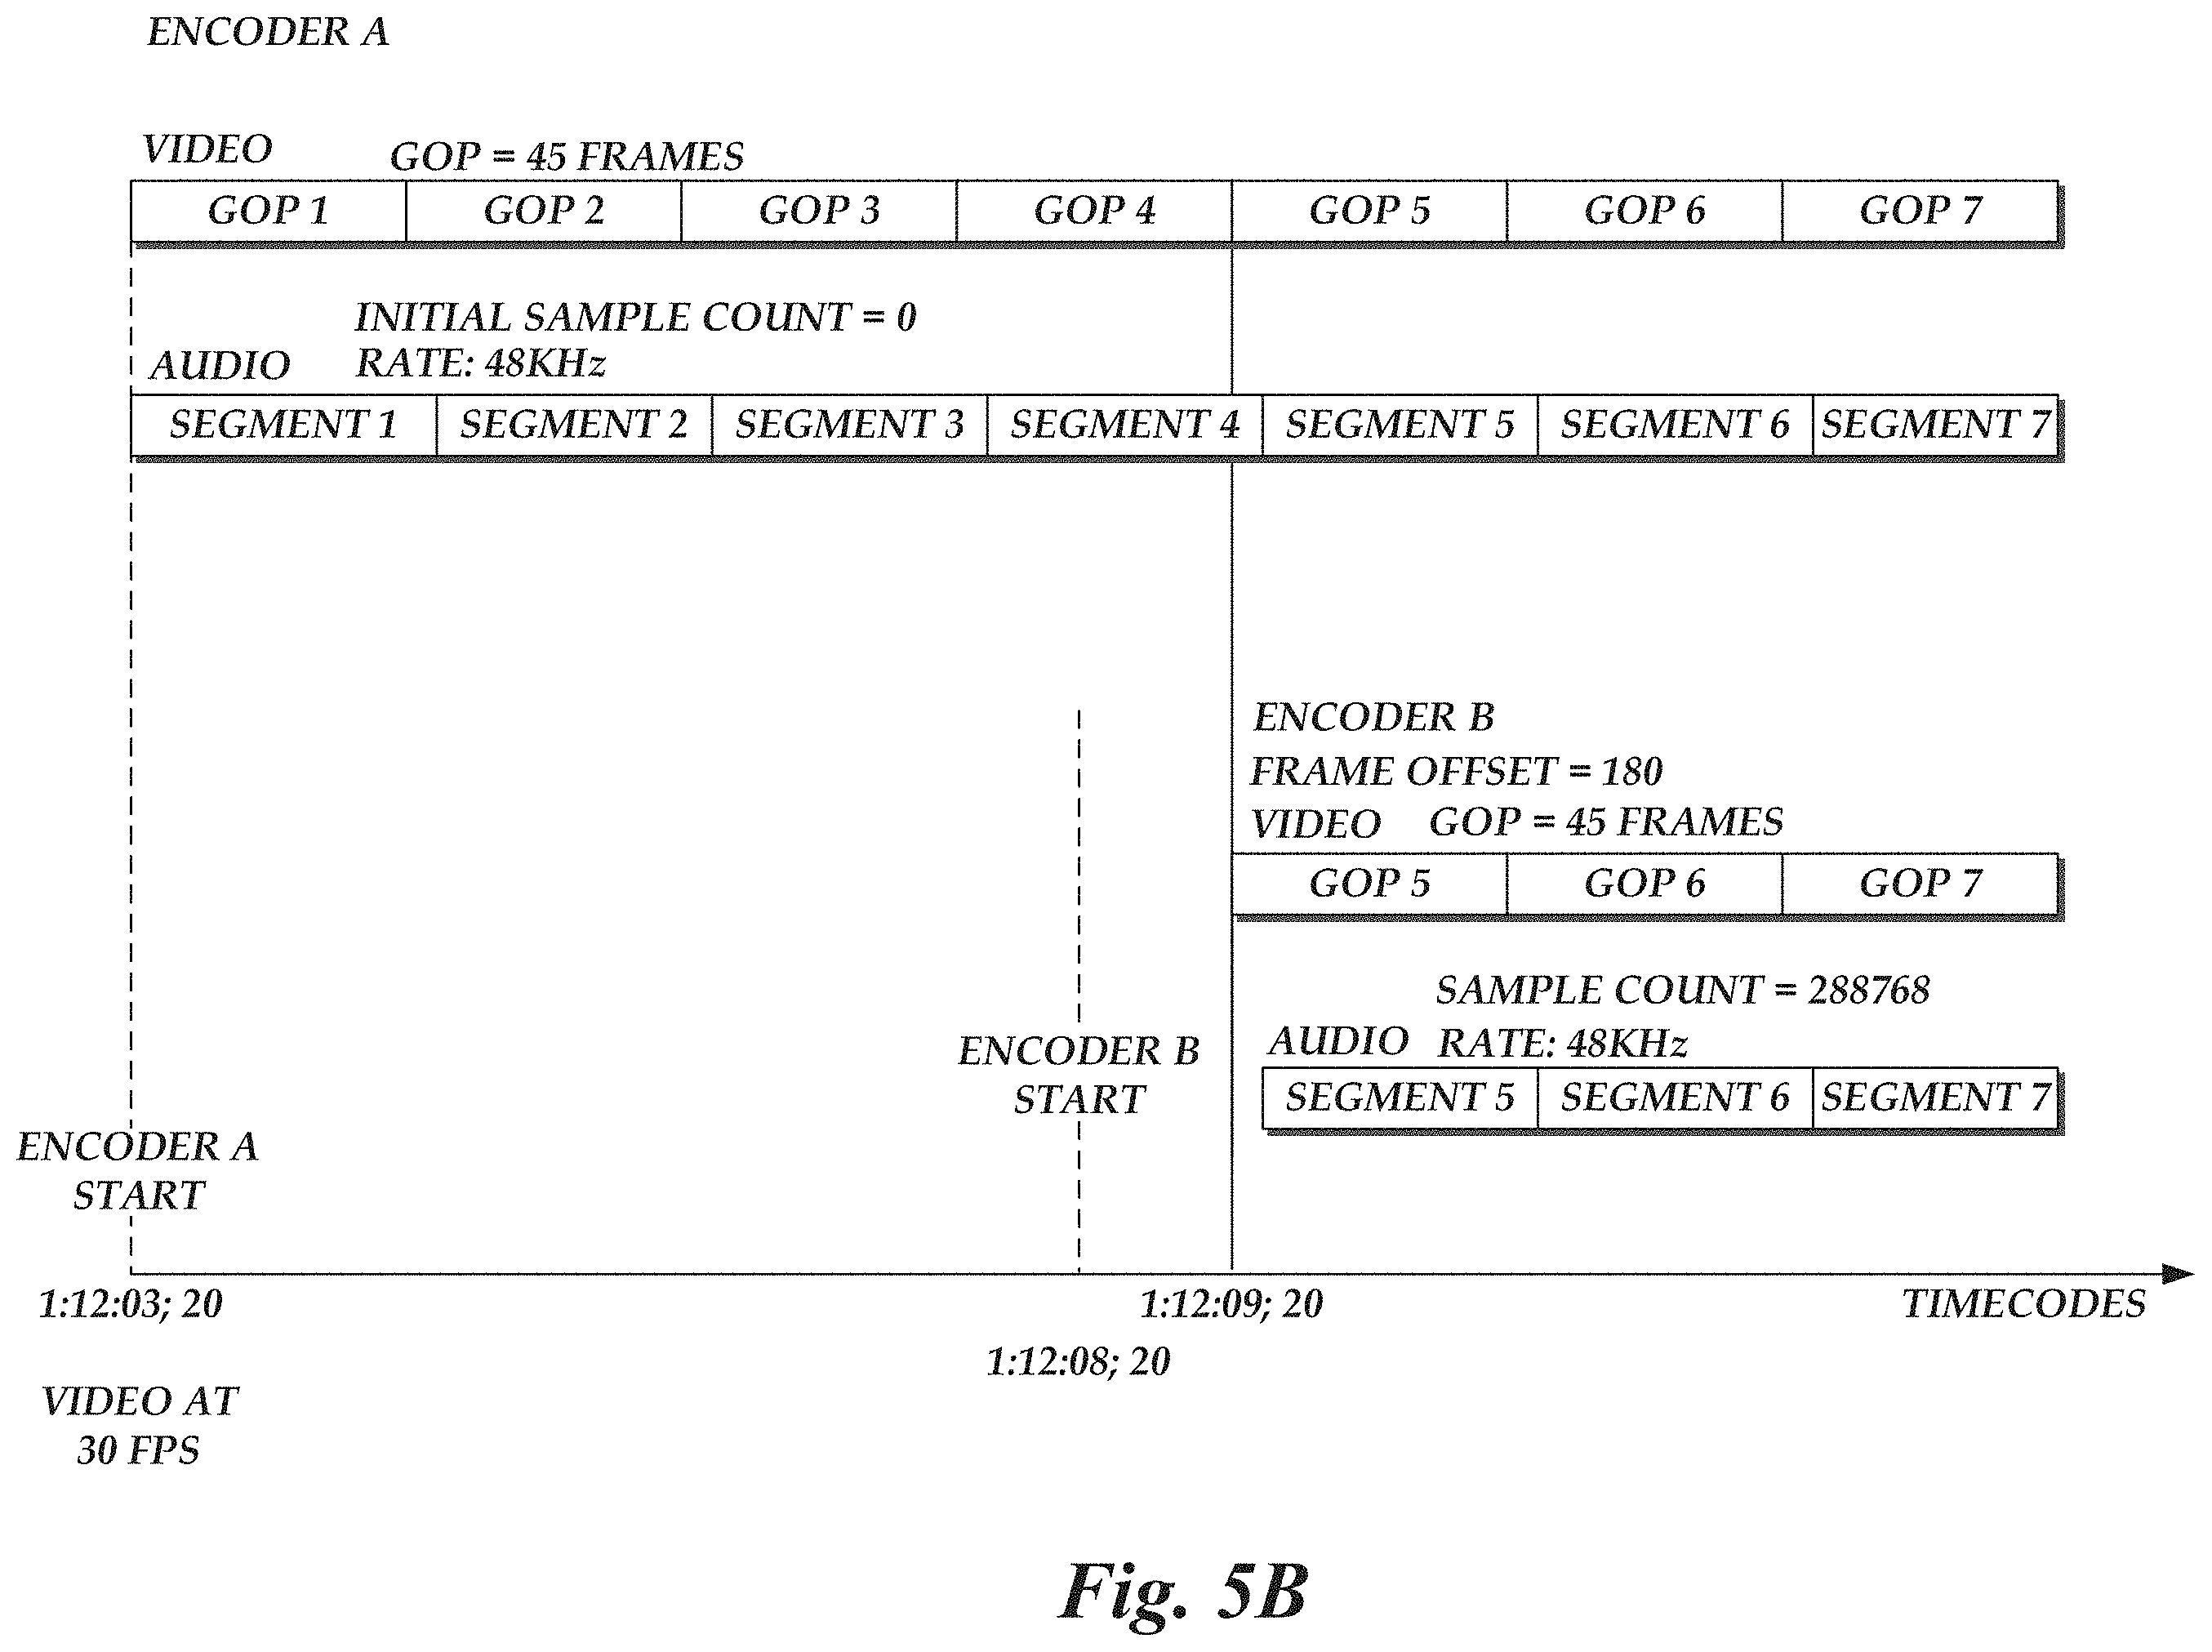 ENCODER A
VIDEO GOP = 45 FRAMES
GOP 1 GOP 2 GOP 3 GOP 4 GOP 5 GOP 6 GOP 7
INITIAL SAMPLE COUNT = 0
AUDIO RATE: 48KHz
SEGMENT 1 SEGMENT 2 SEGMENT 3 SEGMENT 4 SEGMENT 5 SEGMENT 6 SEGMENT 7
ENCODER B
FRAME OFFSET = 180
VIDEO GOP = 45 FRAMES
GOP 5 GOP 6 GOP 7
SAMPLE COUNT = 288768
AUDIO RATE: 48KHz
SEGMENT 5 SEGMENT 6 SEGMENT 7
ENCODER B
START
ENCODER A
START
1:12:03; 20 1:12:09; 20 TIMECODES
1:12:08; 20
VIDEO AT
30 FPS
Fig. 5B